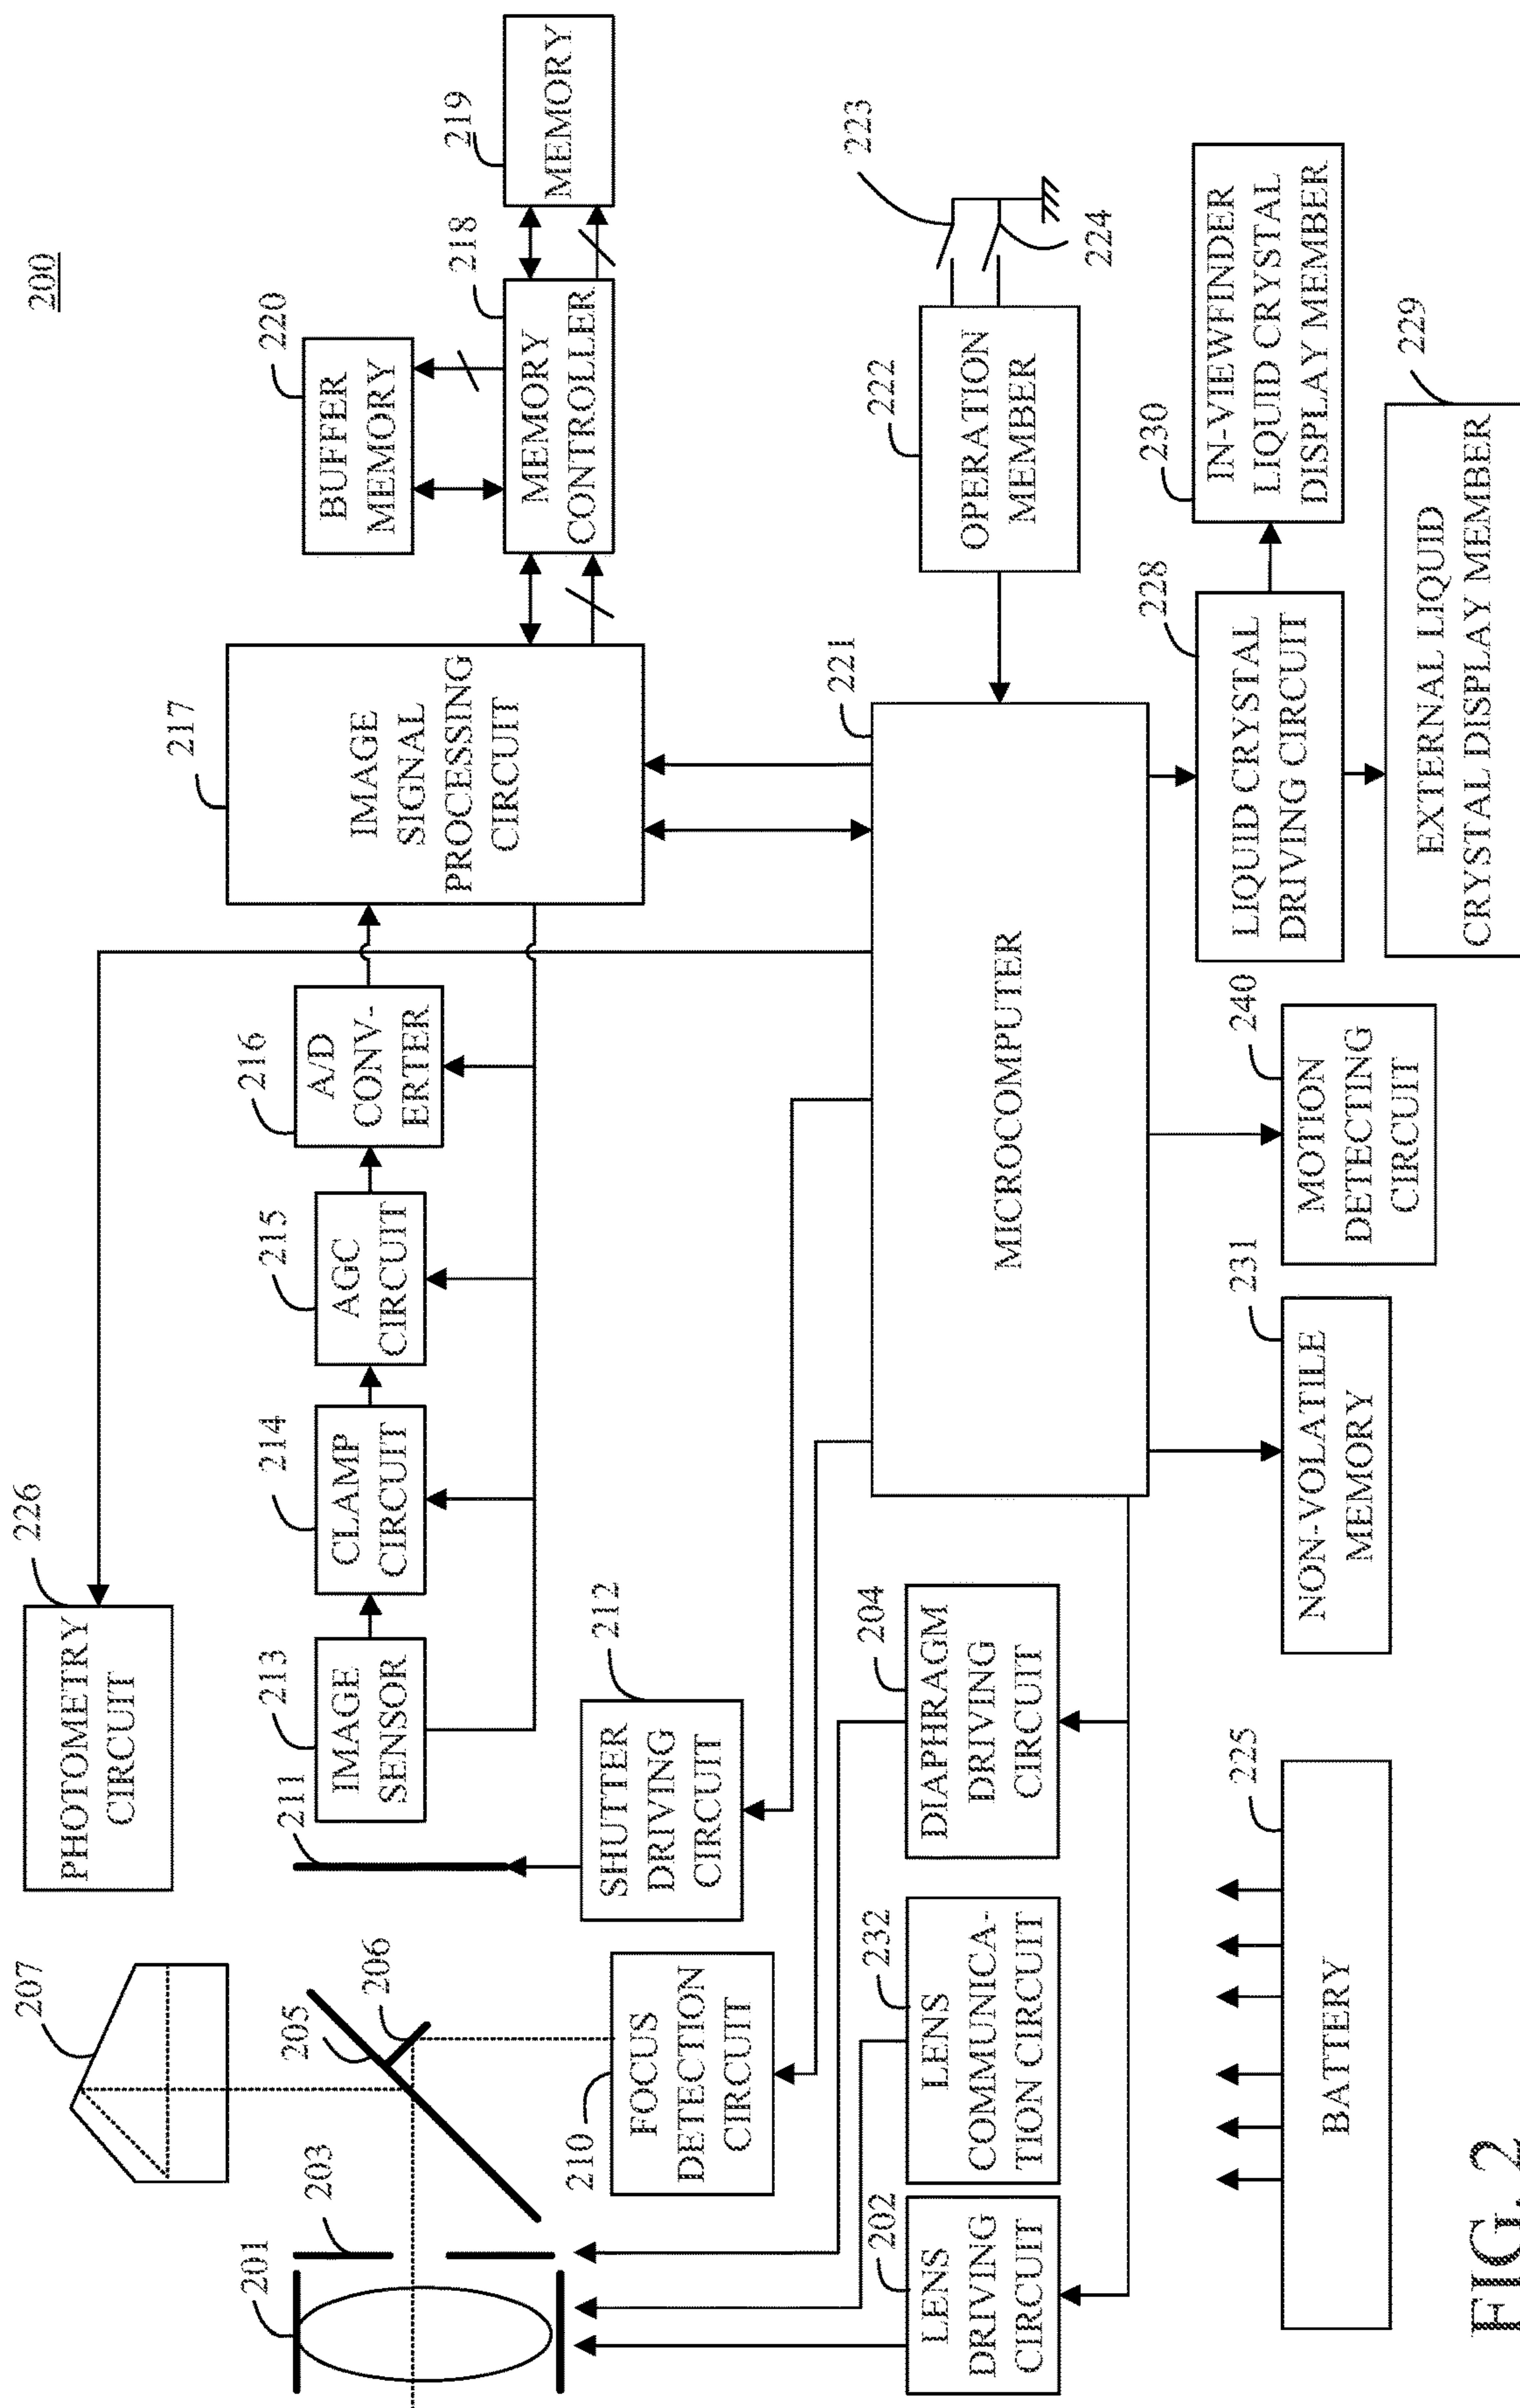 200
207
PHOTOMETRY
CIRCUIT
226
201
203
205
206
211
IMAGE
SENSOR
213
CLAMP
CIRCUIT
214
AGC
CIRCUIT
215
A/D
CONV-
ERTER
216
IMAGE
SIGNAL
PROCESSING
CIRCUIT
217
BUFFER
MEMORY
220
MEMORY
CONTROLLER
218
MEMORY
219
FOCUS
DETECTION
CIRCUIT
210
SHUTTER
DRIVING
CIRCUIT
212
LENS
DRIVING
CIRCUIT
202
LENS
COMMUNICA-
TION CIRCUIT
232
DIAPHRAGM
DRIVING
CIRCUIT
204
MICROCOMPUTER
221
OPERATION
MEMBER
222
223
224
BATTERY
225
NON-VOLATILE
MEMORY
231
MOTION
DETECTING
CIRCUIT
240
LIQUID CRYSTAL
DRIVING CIRCUIT
228
IN-VIEWFINDER
LIQUID CRYSTAL
DISPLAY MEMBER
230
EXTERNAL LIQUID
CRYSTAL DISPLAY MEMBER
229
FIG. 2